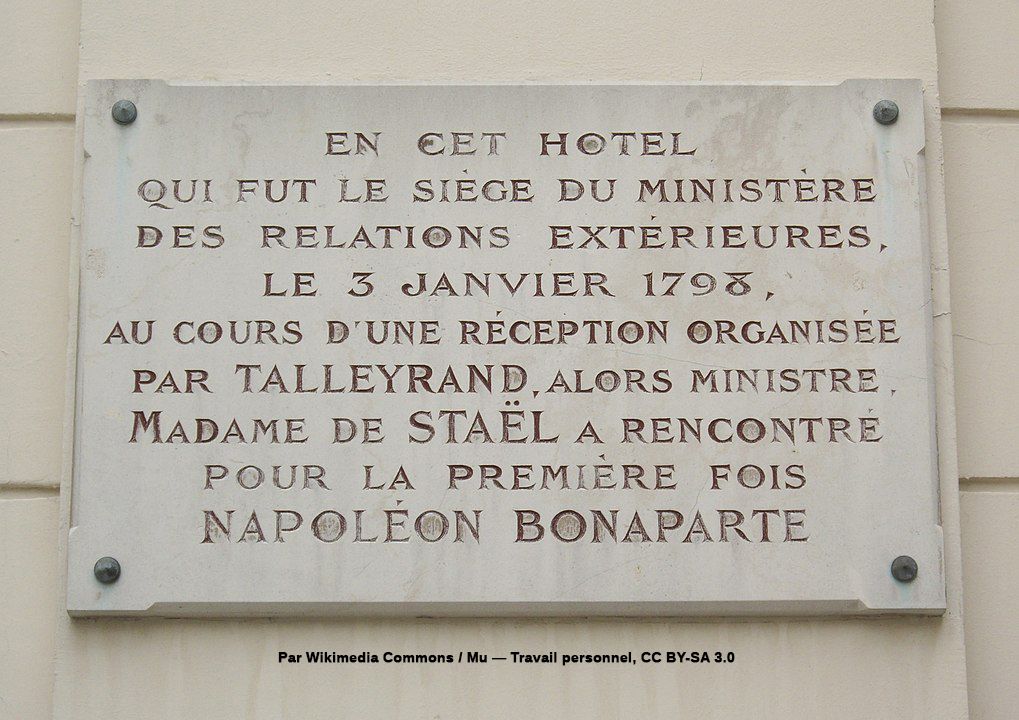 EN CET HOTEL
QUI FUT LE SIÈGE DU MINISTÈRE
DES RELATIONS EXTÉRIEURES,
LE 3 JANVIER 1798,
AU COURS D'UNE RÉCEPTION ORGANISÉE
PAR TALLEYRAND, ALORS MINISTRE,
MADAME DE STAËL A RENCONTRÉ
POUR LA PREMIÈRE FOIS
NAPOLÉON BONAPARTE
Par Wikimedia Commons / Mu — Travail personnel, CC BY-SA 3.0